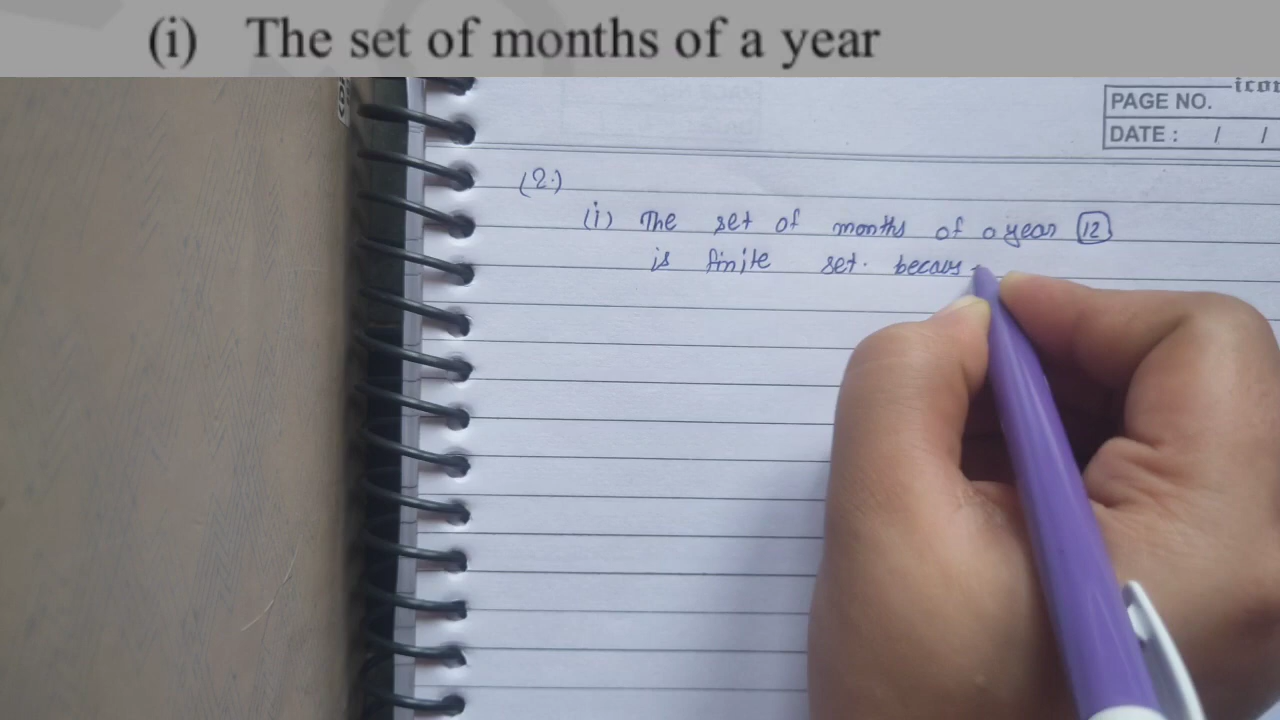 (i) The set of months of a year
icon
PAGE NO.
DATE : / /
(2.)
(i) The set of months of a year 12
is finite set. becaus